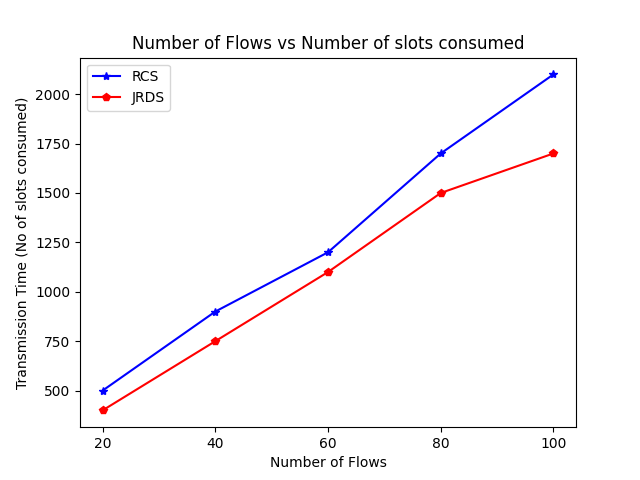 Number of Flows vs Number of slots consumed
RCS
JRDS
Transmission Time (No of slots consumed)
2000
1750
1500
1250
1000
750
500
20 40 60 80 100
Number of Flows